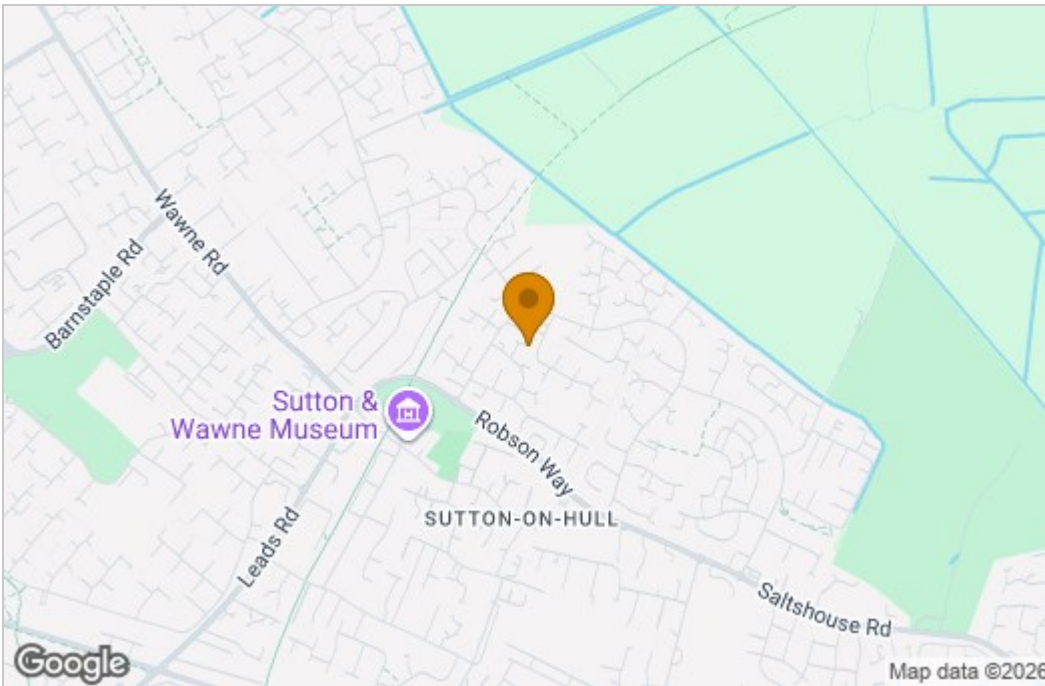 Wawne Rd
Barnstaple Rd
Sutton &
Wawne Museum
Robson Way
SUTTON-ON-HULL
Leads Rd
Saltshouse Rd
Google
Map data ©2026